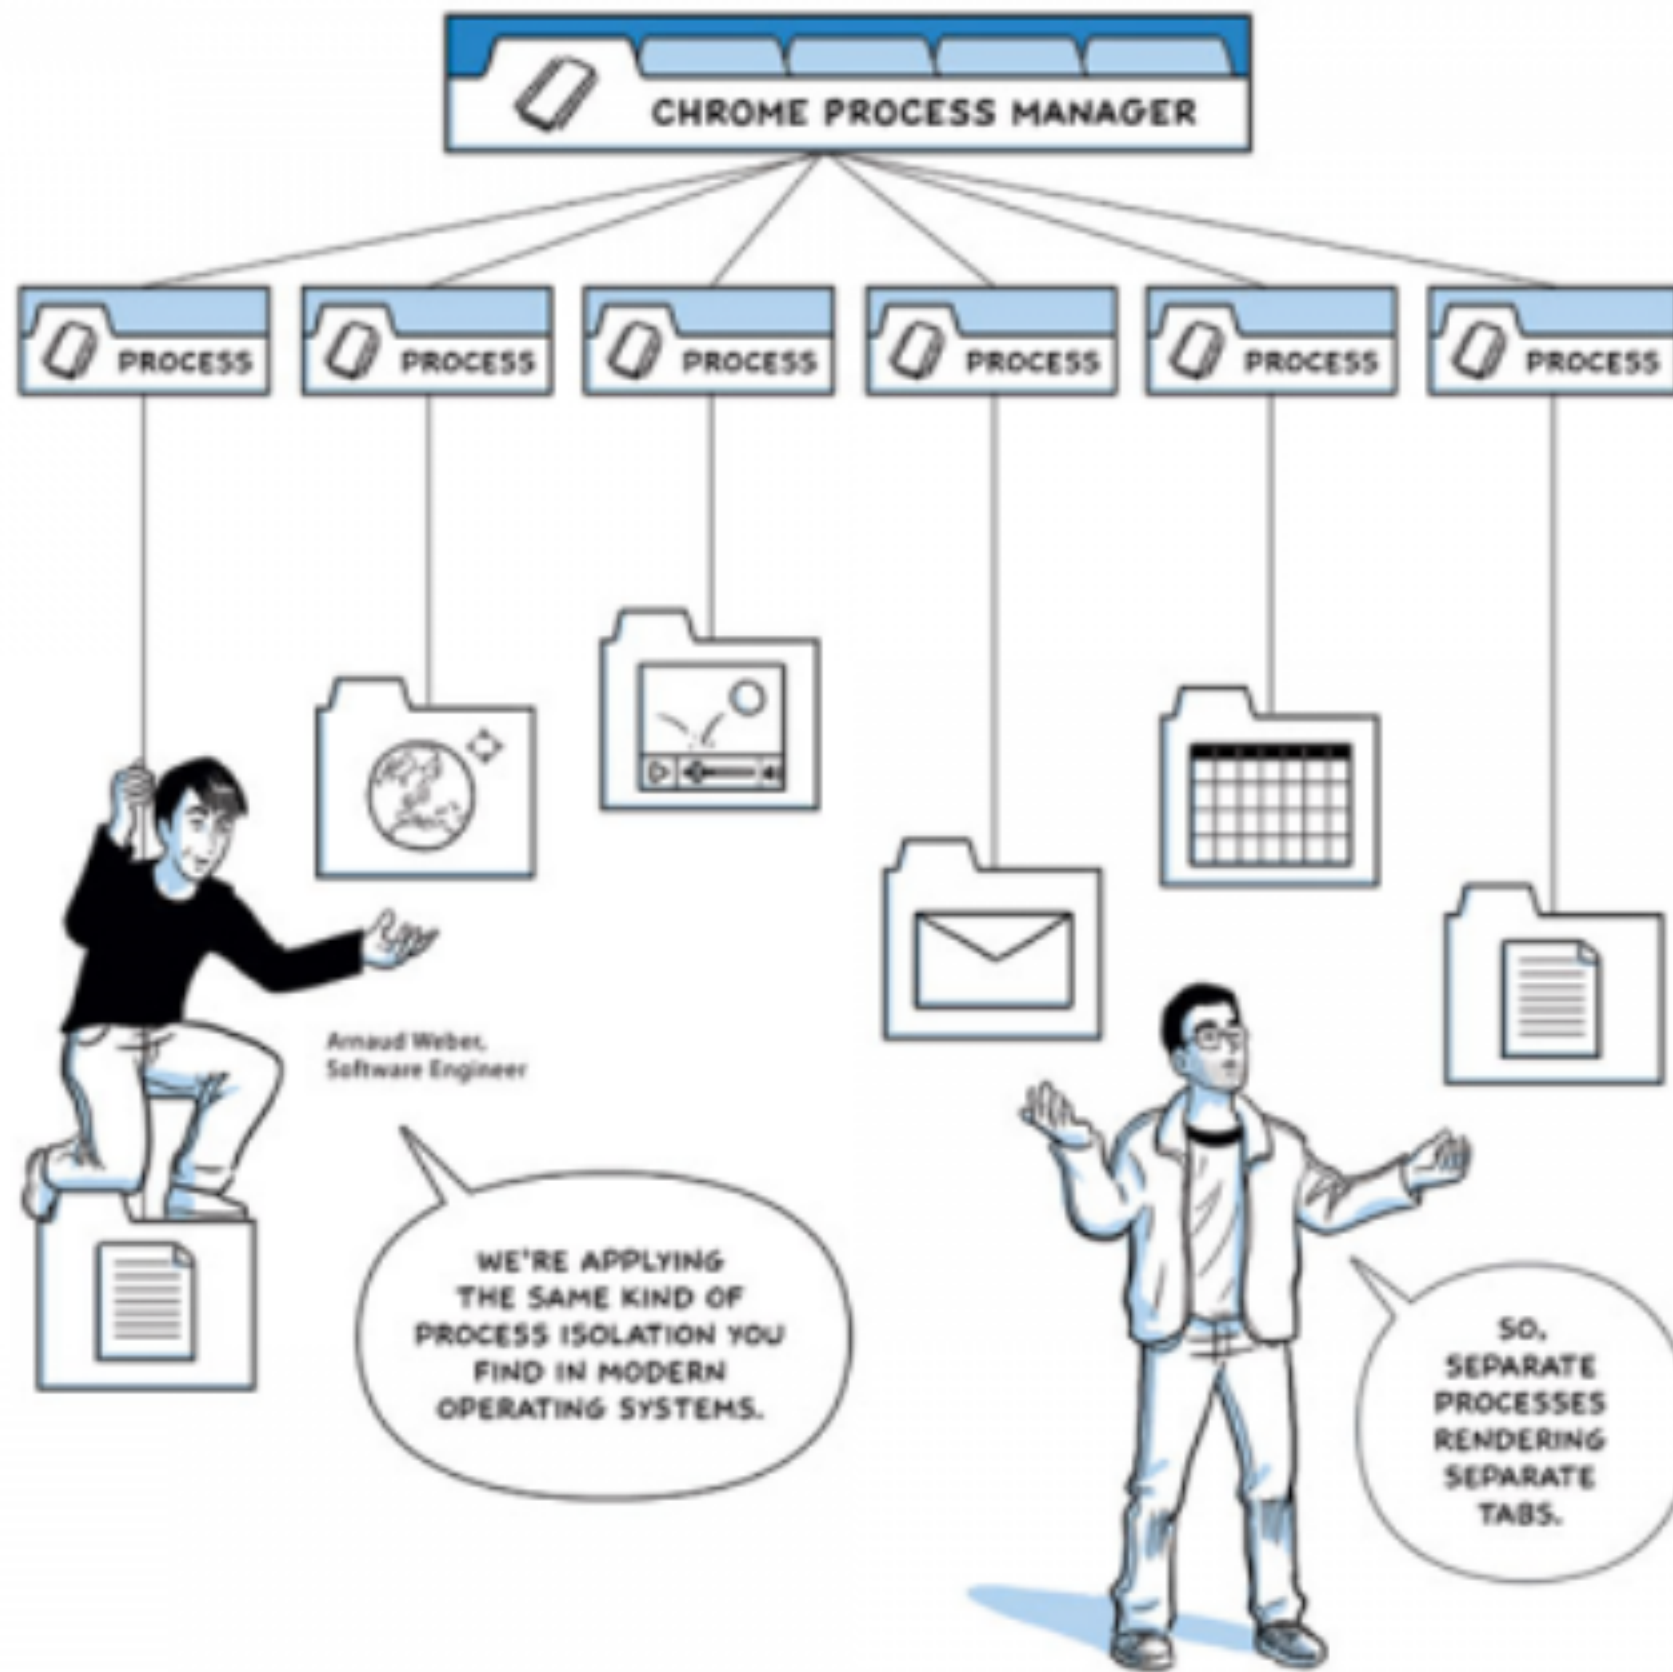 CHROME PROCESS MANAGER
PROCESS
PROCESS
PROCESS
PROCESS
PROCESS
PROCESS
Arnaud Weber,
Software Engineer
WE'RE APPLYING
THE SAME KIND OF
PROCESS ISOLATION YOU
FIND IN MODERN
OPERATING SYSTEMS.
SO,
SEPARATE
PROCESSES
RENDERING
SEPARATE
TABS.